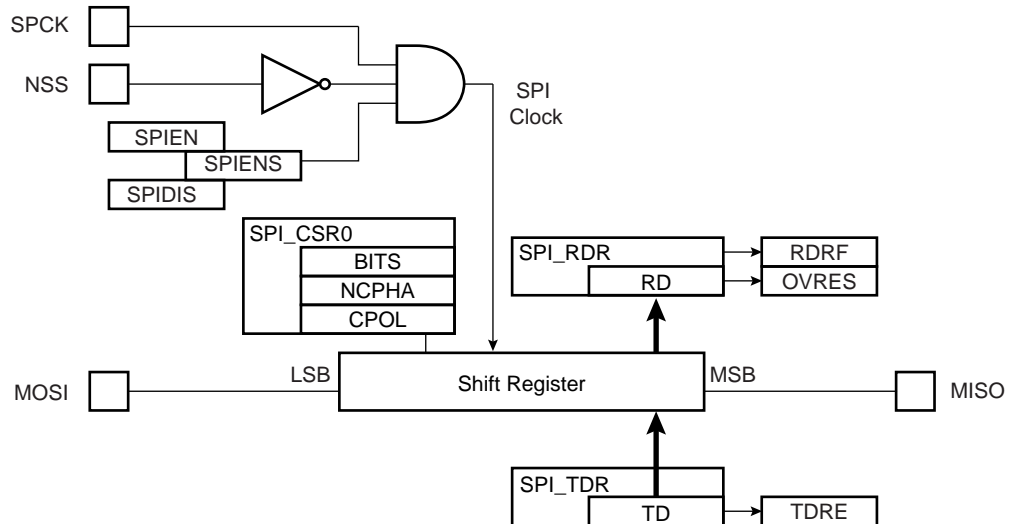 SPCK
NSS
SPI
Clock
SPIEN
SPIENS
SPIDIS
SPI_CSR0
BITS
NCPHA
CPOL
SPI_RDR
RD
RDRF
OVRES
MOSI
LSB
Shift Register
MSB
MISO
SPI_TDR
TD
TDRE